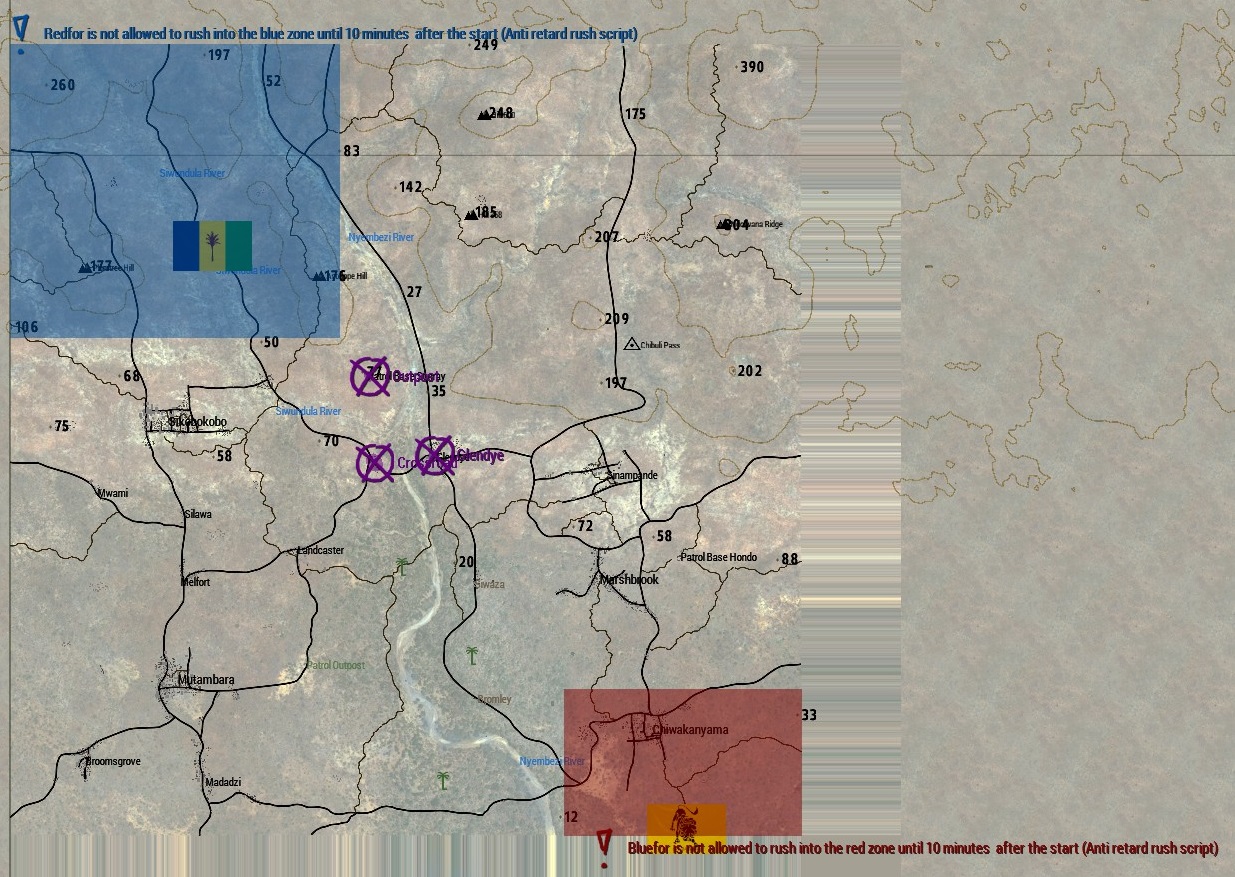 Redfor is not allowed to rush into the blue zone until 10 minutes after the start (Anti retard rush script)
197
249
260
52
390
248
175
83
Siwundula River
142
185
207
304
Nyembezi River
177
176
27
106
209
Chibuli Pass
50
197
202
68
Outpost
35
Siwundula River
Sikobokobo
75
70
Crossroad
Glendye
58
Sinampande
Mwami
Silawa
72
58
Landcaster
20
Patrol Base Hondo
88
Melfort
Siwaza
Marshbrook
Patrol Outpost
Mutambara
Bromley
33
Chiwakanyama
Broomsgrove
Nyembezi River
Madadzi
12
Bluefor is not allowed to rush into the red zone until 10 minutes after the start (Anti retard rush script)